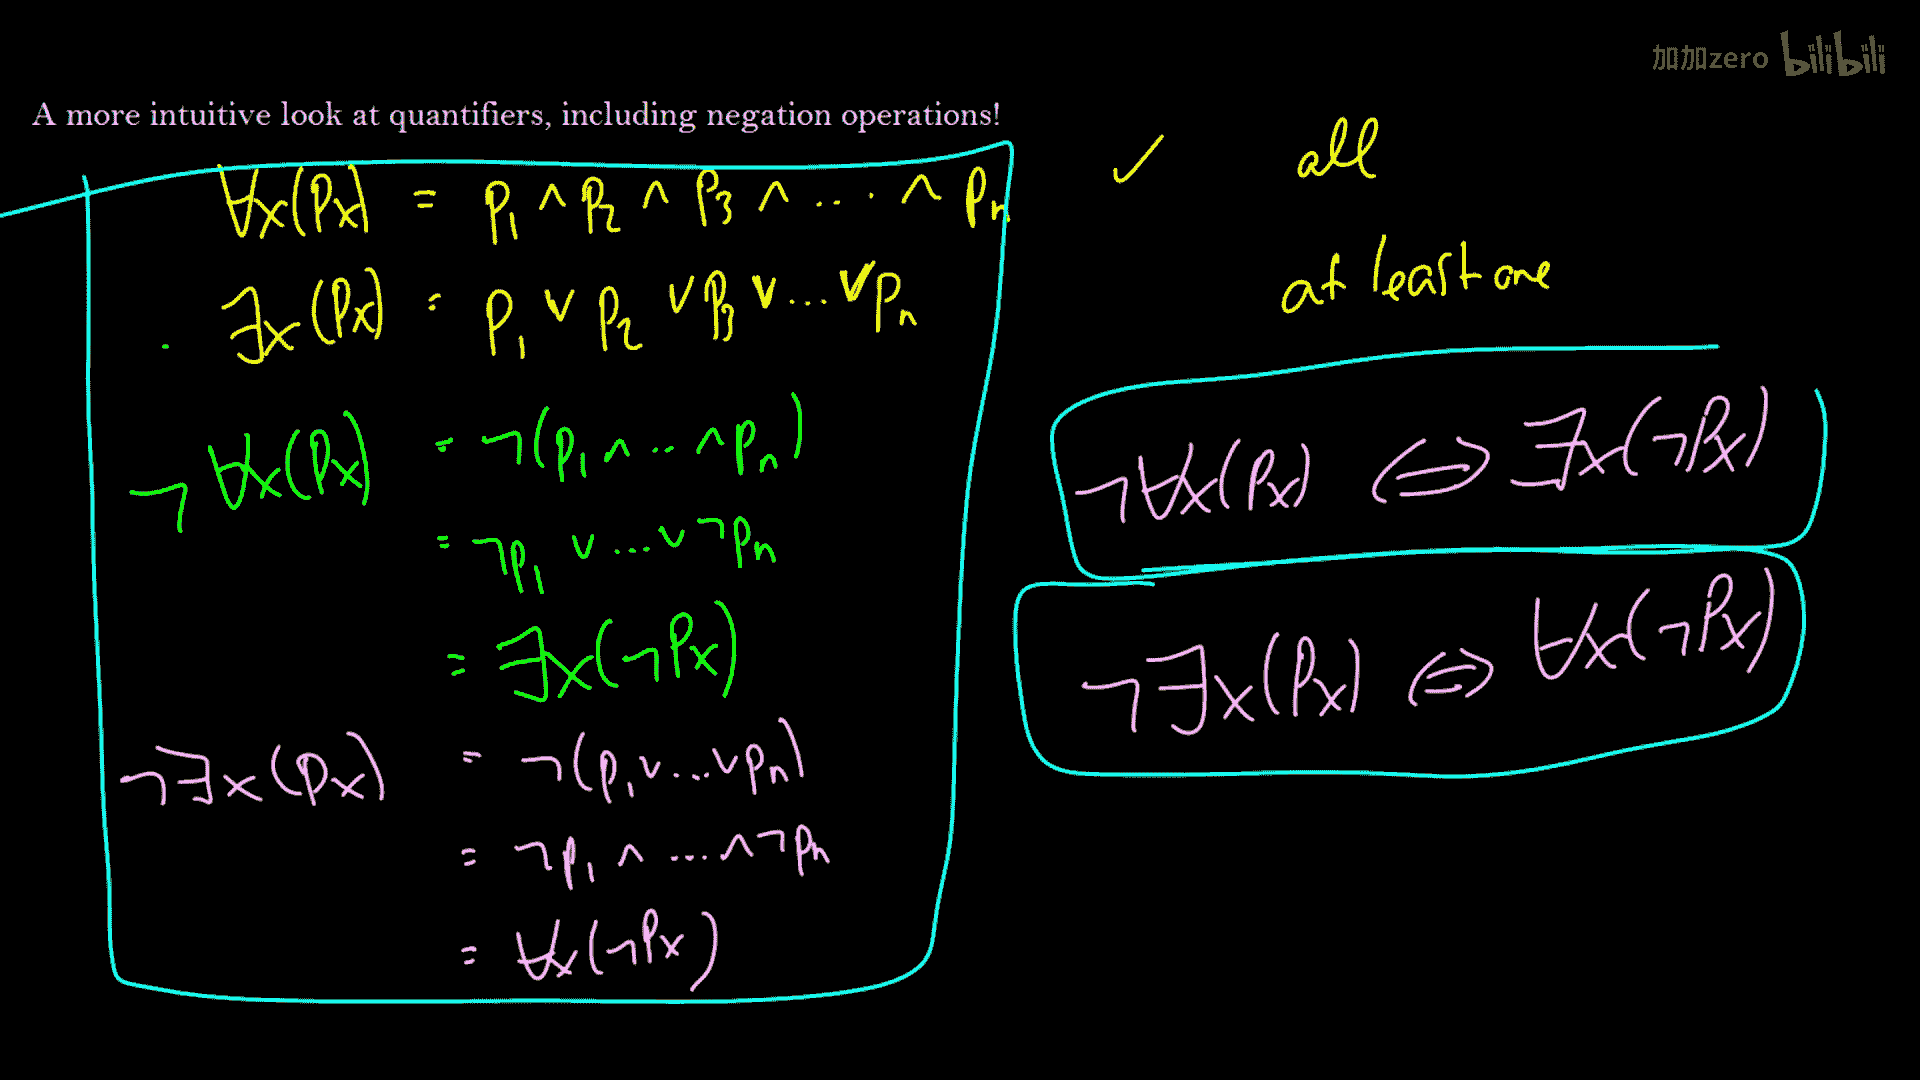 加加zero bilibili
A more intuitive look at quantifiers, including negation operations!
∀x(Px) = P₁ ∧ P₂ ∧ P₃ ∧ ... ∧ Pₙ ✓ all
∃x(Px) = P₁ ∨ P₂ ∨ P₃ ∨ ... ∨ Pₙ at least one
¬∀x(Px) = ¬(P₁ ∧ ... ∧ Pₙ)
= ¬P₁ ∨ ... ∨ ¬Pₙ
= ∃x(¬Px)
¬∃x(Px) = ¬(P₁ ∨ ... ∨ Pₙ)
= ¬P₁ ∧ ... ∧ ¬Pₙ
= ∀x(¬Px)
¬∀x(Px) ⇔ ∃x(¬Px)
¬∃x(Px) ⇔ ∀x(¬Px)